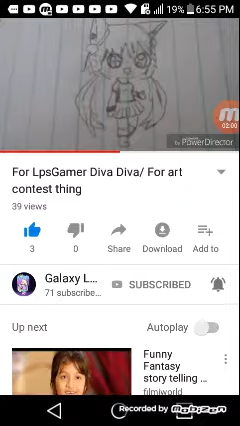 19% 6:55 PM
02:00
by PowerDirector
For LpsGamer Diva Diva/ For art
contest thing
39 views
3
0
Share
Download
Add to
Galaxy L...
71 subscribe...
SUBSCRIBED
Up next
Autoplay
Funny
Fantasy
story telling ...
filmiworld
Recorded by mobizen